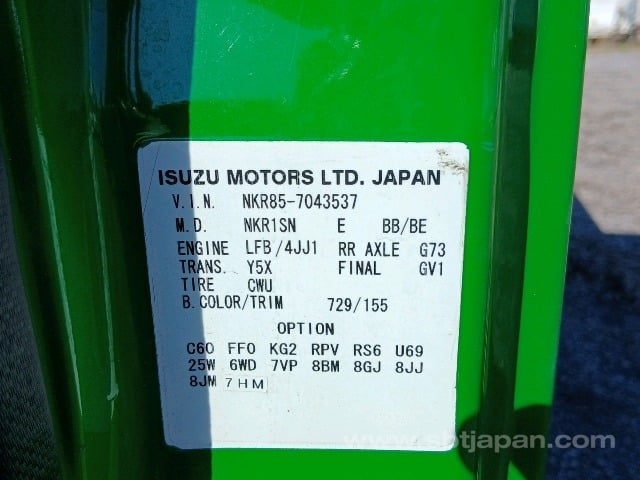 ISUZU MOTORS LTD. JAPAN
V.I.N. NKR85-7043537
M.D. NKR1SN E BB/BE
ENGINE LFB/4JJ1 RR AXLE G73
TRANS. Y5X FINAL GV1
TIRE CWU
B.COLOR/TRIM 729/155
OPTION
C60 FF0 KG2 RPV RS6 U69
25W 6WD 7VP 8BM 8GJ 8JJ
8JM 7HM
www.sbtjapan.com